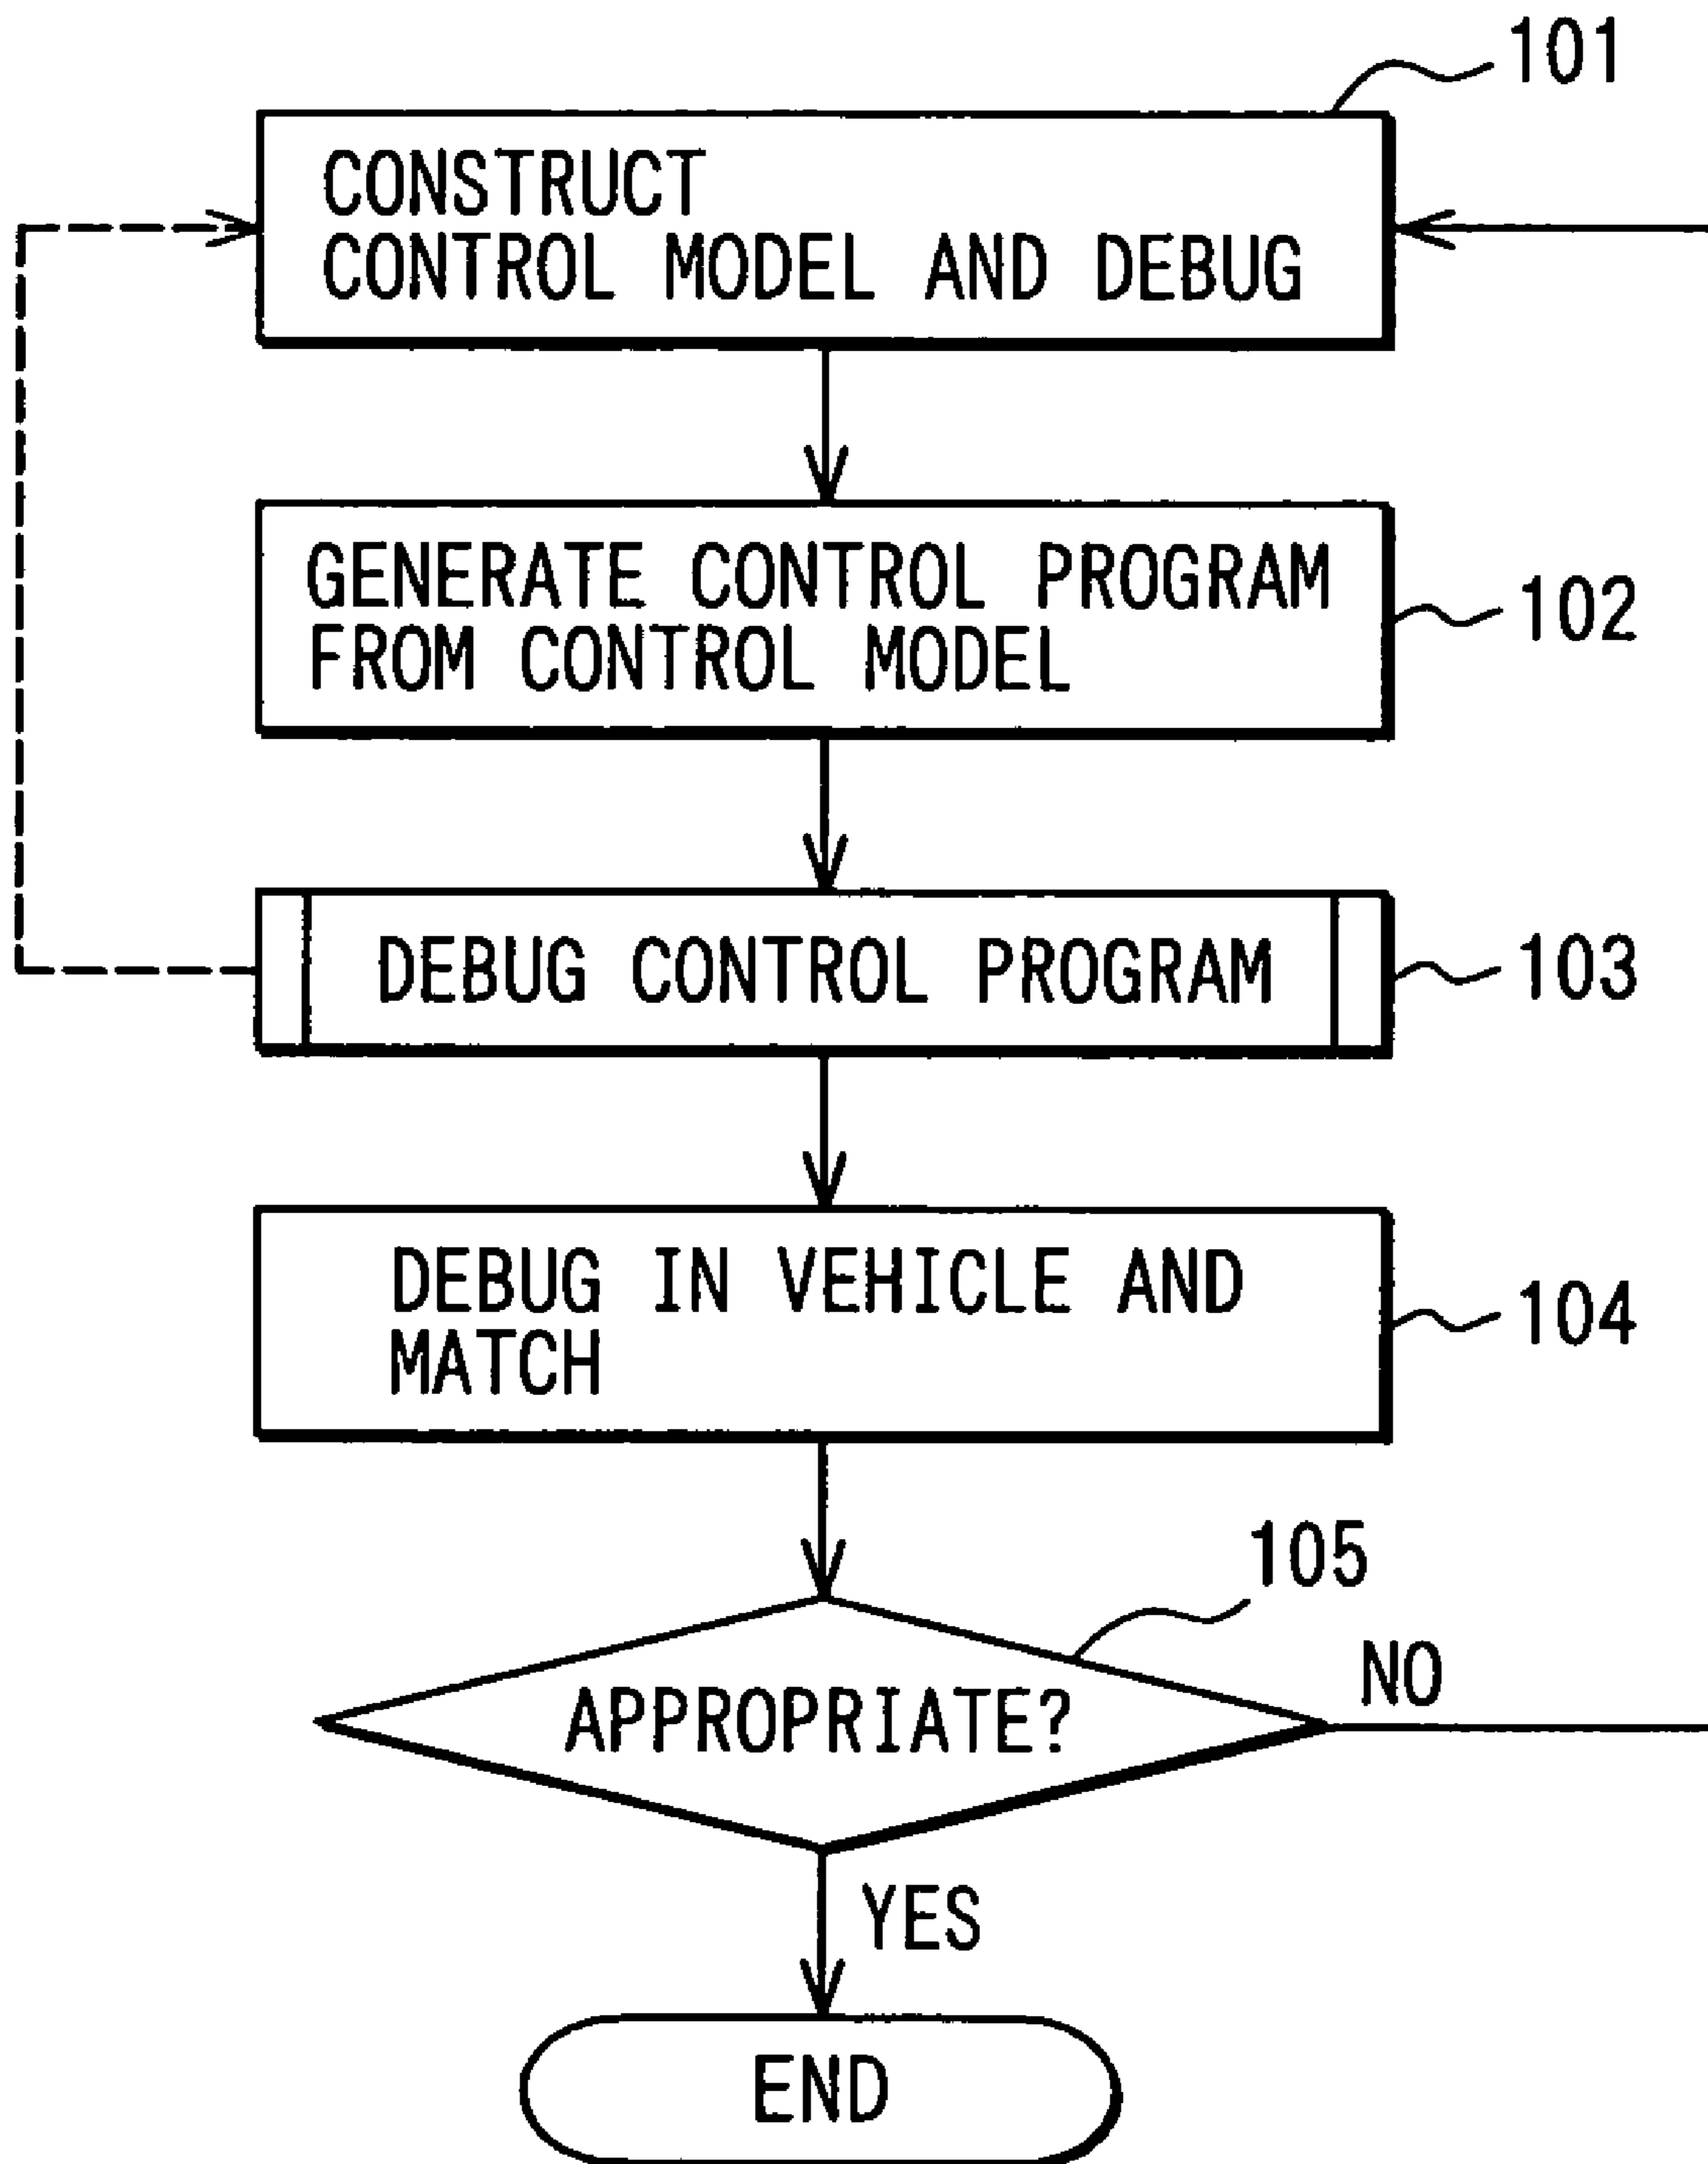 101
CONSTRUCT
CONTROL MODEL AND DEBUG
GENERATE CONTROL PROGRAM
FROM CONTROL MODEL
102
DEBUG CONTROL PROGRAM
103
DEBUG IN VEHICLE AND
MATCH
104
105
APPROPRIATE?
NO
YES
END